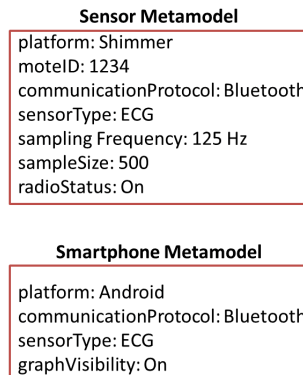 Sensor Metamodel
platform: Shimmer
moteID: 1234
communicationProtocol: Bluetooth
sensorType: ECG
sampling Frequency: 125 Hz
sampleSize: 500
radioStatus: On
Smartphone Metamodel
platform: Android
communicationProtocol: Bluetooth
sensorType: ECG
graphVisibility: On